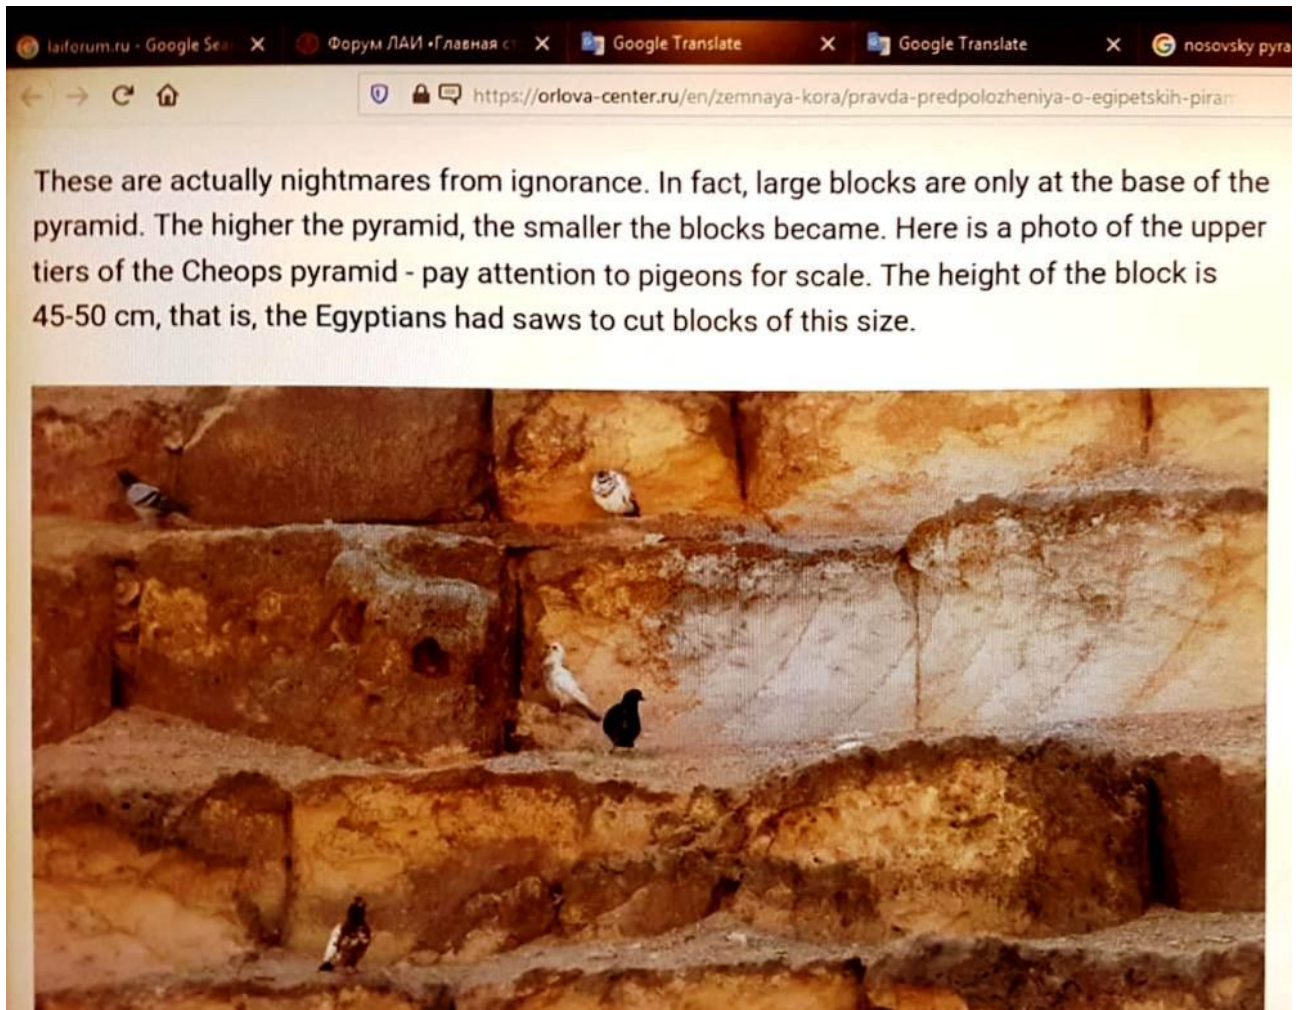 laiforum.ru - Google Sea
Форум ЛАИ •Главная с
Google Translate
Google Translate
nosovsky pyra
https://orlova-center.ru/en/zemnaya-kora/pravda-predpolozheniya-o-egipetskih-piram
These are actually nightmares from ignorance. In fact, large blocks are only at the base of the
pyramid. The higher the pyramid, the smaller the blocks became. Here is a photo of the upper
tiers of the Cheops pyramid - pay attention to pigeons for scale. The height of the block is
45-50 cm, that is, the Egyptians had saws to cut blocks of this size.